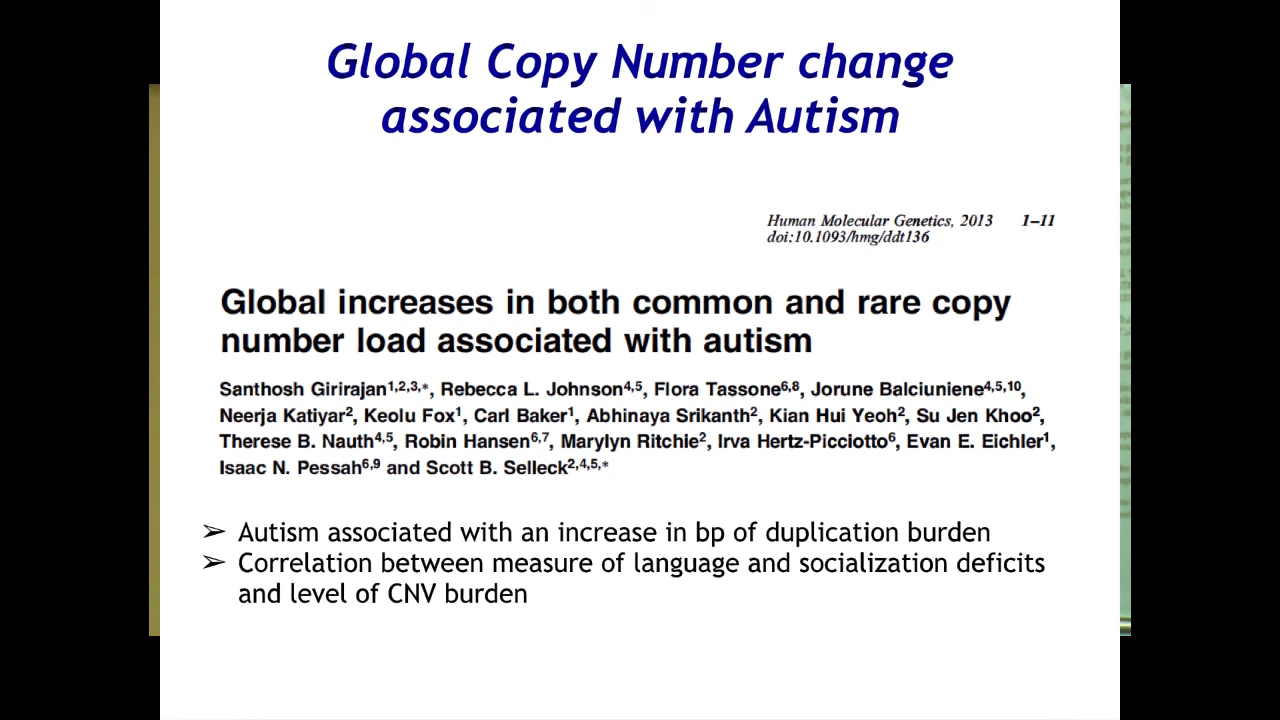 Global Copy Number change
associated with Autism
Human Molecular Genetics, 2013 1–11
doi:10.1093/hmg/ddt136
Global increases in both common and rare copy
number load associated with autism
Santhosh Girirajan1,2,3,*, Rebecca L. Johnson4,5, Flora Tassone6,8, Jorune Balciuniene4,5,10,
Neerja Katiyar2, Keolu Fox1, Carl Baker1, Abhinaya Srikanth2, Kian Hui Yeoh2, Su Jen Khoo2,
Therese B. Nauth4,5, Robin Hansen6,7, Marylyn Ritchie2, Irva Hertz-Picciotto6, Evan E. Eichler1,
Isaac N. Pessah6,9 and Scott B. Selleck2,4,5,*
➢ Autism associated with an increase in bp of duplication burden
➢ Correlation between measure of language and socialization deficits
and level of CNV burden